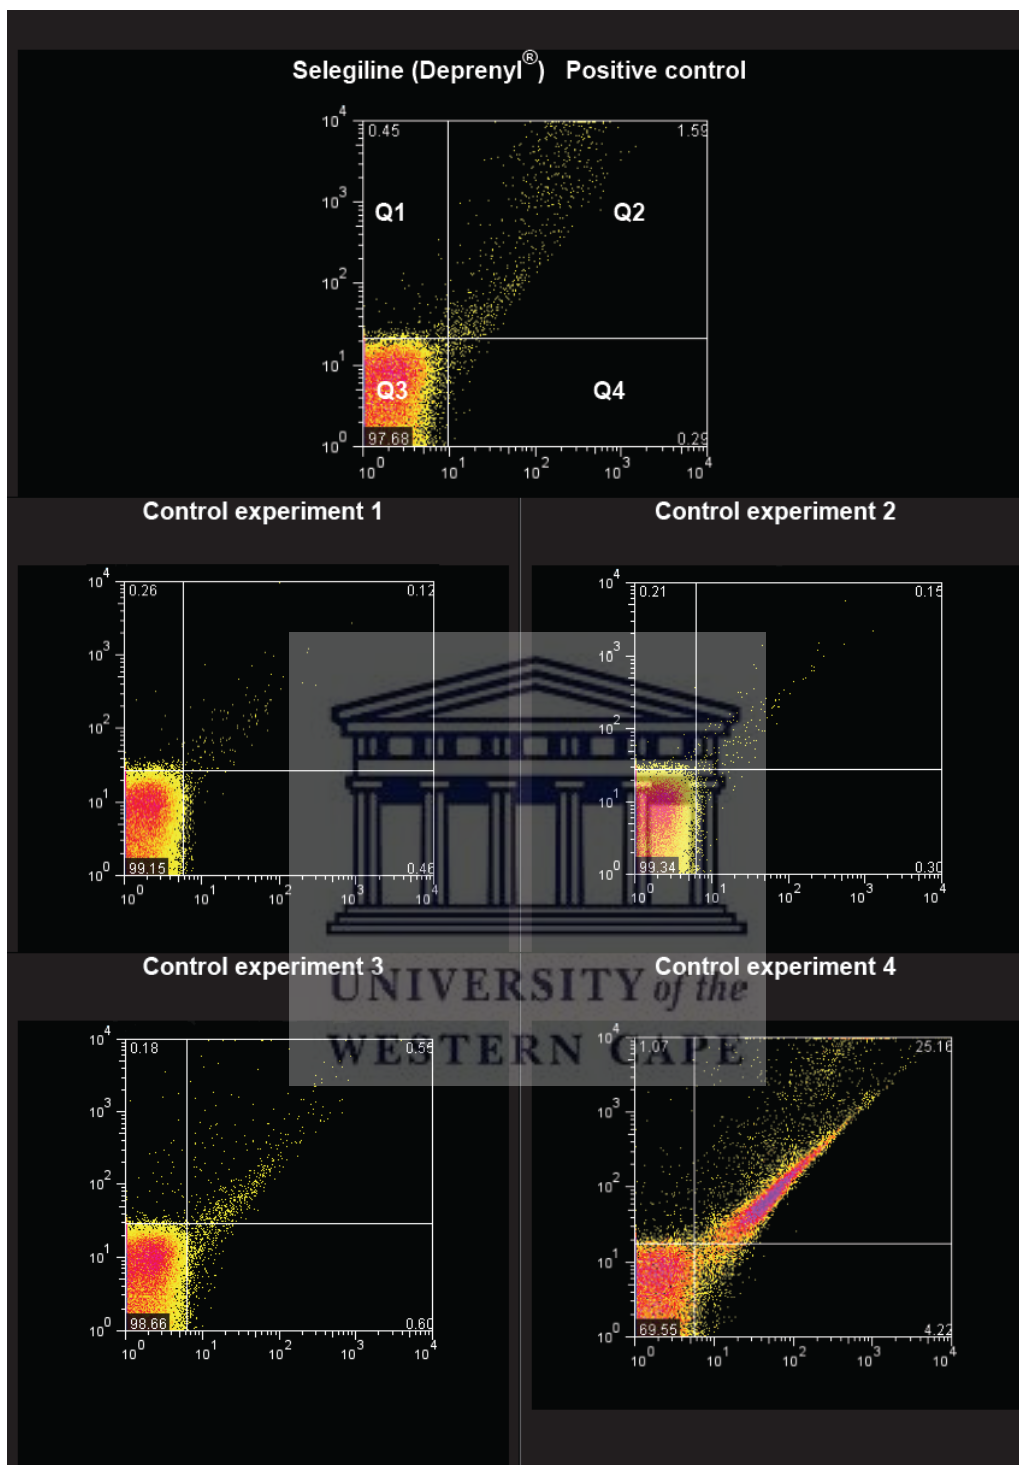 Selegiline (Deprenyl®) Positive control
10^4
0.45 1.59
10^3
Q1 Q2
10^2
10^1
Q3 Q4
10^0
97.68 0.29
10^0 10^1 10^2 10^3 10^4
Control experiment 1 Control experiment 2
10^4 0.26 0.12 10^4 0.21 0.15
10^3 10^3
10^2 10^2
10^1 10^1
10^0 99.15 0.46 10^0 99.34 0.30
10^0 10^1 10^2 10^3 10^4 10^0 10^1 10^2 10^3 10^4
Control experiment 3 Control experiment 4
UNIVERSITY of the
WESTERN CAPE
10^4 0.18 0.55 10^4 1.07 25.16
10^3 10^3
10^2 10^2
10^1 10^1
10^0 98.66 0.60 10^0 69.55 4.22
10^0 10^1 10^2 10^3 10^4 10^0 10^1 10^2 10^3 10^4